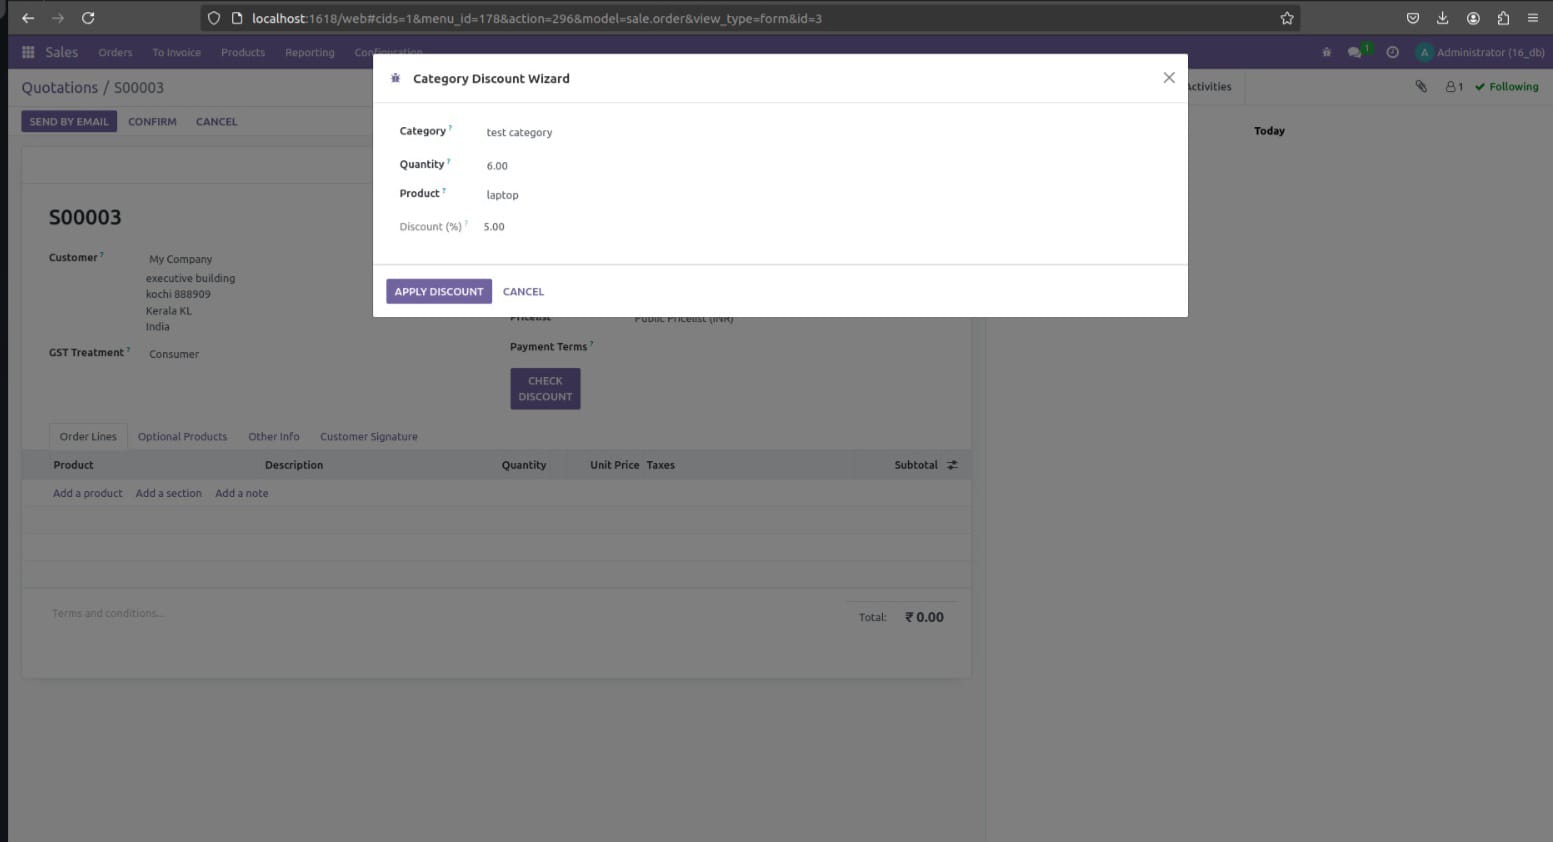 localhost:1618/web#cids=1&menu_id=178&action=296&model=sale.order&view_type=form&id=3
Sales Orders To Invoice Products Reporting Configuration 1 A Administrator (16_db)
Category Discount Wizard
Quotations / S00003 Activities 1 Following
SEND BY EMAIL CONFIRM CANCEL
Category ? test category
Today
Quantity ? 6.00
Product ? laptop
Discount (%) ? 5.00
APPLY DISCOUNT CANCEL
S00003
Customer ? My Company
executive building
kochi 888909
Kerala KL
India
GST Treatment ? Consumer
Pricelist Public Pricelist (INR)
Payment Terms ?
CHECK
DISCOUNT
Order Lines Optional Products Other Info Customer Signature
Product Description Quantity Unit Price Taxes Subtotal
Add a product Add a section Add a note
Terms and conditions...
Total: ₹ 0.00